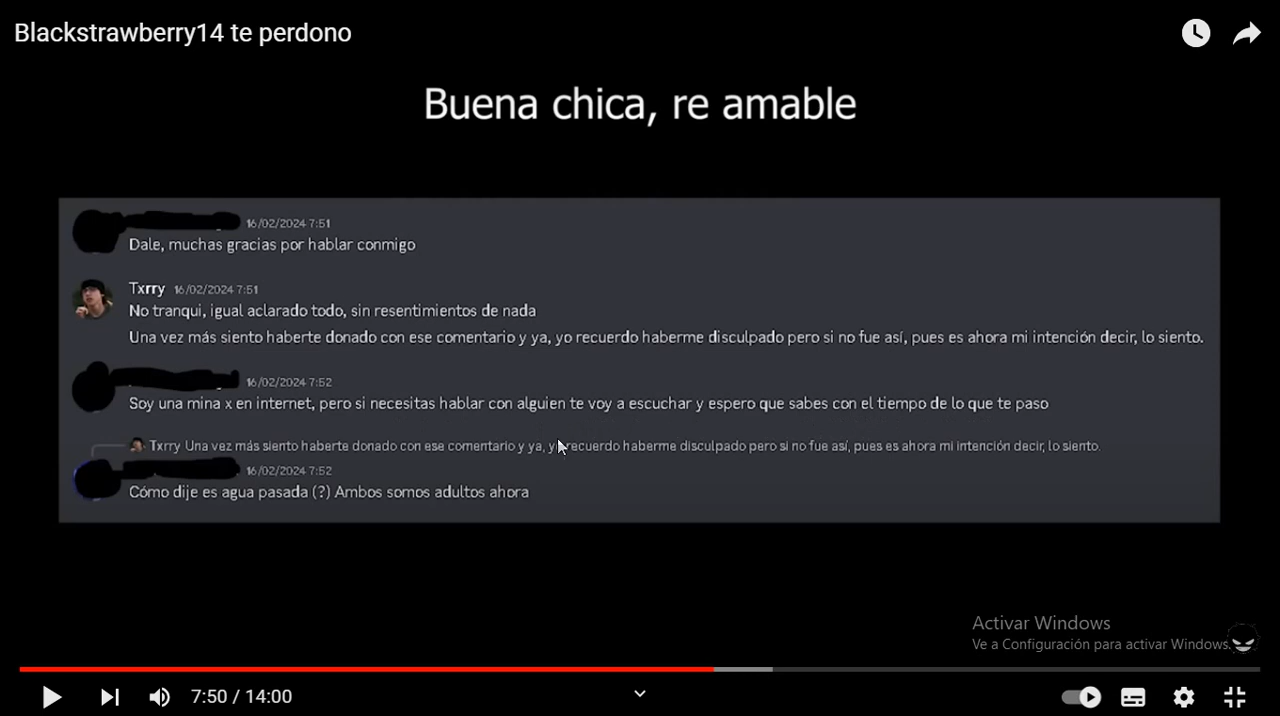 Blackstrawberry14 te perdono
Buena chica, re amable
16/02/2024 7:51
Dale, muchas gracias por hablar conmigo
Txrry 16/02/2024 7:51
No tranqui, igual aclarado todo, sin resentimientos de nada
Una vez más siento haberte donado con ese comentario y ya, yo recuerdo haberme disculpado pero si no fue así, pues es ahora mi intención decir, lo siento.
16/02/2024 7:52
Soy una mina x en internet, pero si necesitas hablar con alguien te voy a escuchar y espero que sabes con el tiempo de lo que te paso
Txrry Una vez más siento haberte donado con ese comentario y ya, yo recuerdo haberme disculpado pero si no fue así, pues es ahora mi intención decir, lo siento.
16/02/2024 7:52
Cómo dije es agua pasada (?) Ambos somos adultos ahora
Activar Windows
Ve a Configuración para activar Windows.
7:50 / 14:00